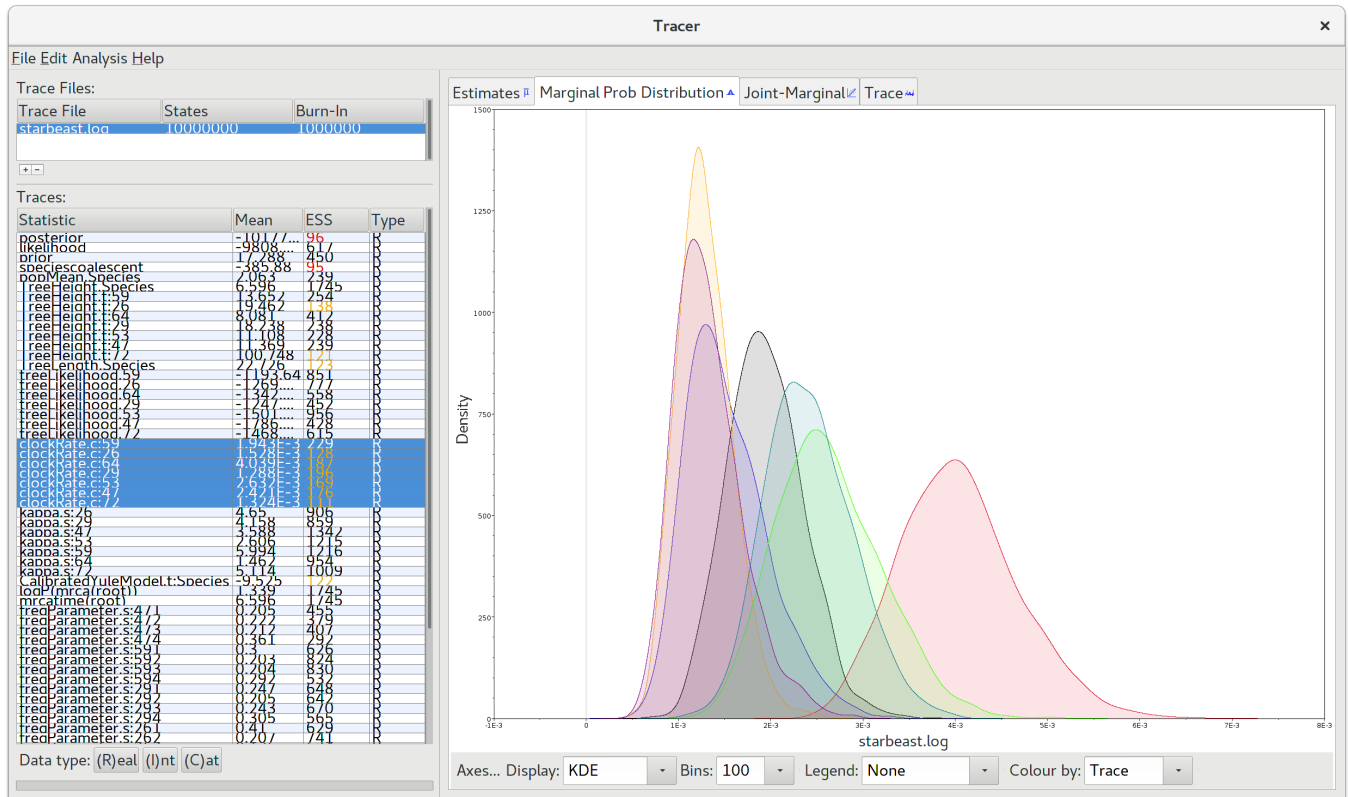 Tracer
File Edit Analysis Help
Trace Files:
Trace File States Burn-In
starbeast.log 10000000 1000000
+ −
Traces:
Statistic Mean ESS Type
posterior -10177... 96 R
likelihood -9808.... 617 R
prior 17.288 450 R
speciescoalescent -385.88 95 R
popMean.Species 2.063 239 R
TreeHeight.Species 6.596 1745 R
TreeHeight.t:59 13.652 254 R
TreeHeight.t:26 19.462 138 R
TreeHeight.t:64 8.081 412 R
TreeHeight.t:29 18.238 238 R
TreeHeight.t:53 11.108 228 R
TreeHeight.t:47 11.369 239 R
TreeHeight.t:72 100.748 121 R
TreeLength.Species 22.726 123 R
treeLikelihood.59 -1193.64 851 R
treeLikelihood.26 -1269.... 777 R
treeLikelihood.64 -1342.... 558 R
treeLikelihood.29 -1247.... 452 R
treeLikelihood.53 -1501.... 956 R
treeLikelihood.47 -1786.... 428 R
treeLikelihood.72 -1468.... 615 R
clockRate.c:59 1.943E-3 229 R
clockRate.c:26 1.528E-3 128 R
clockRate.c:64 4.039E-3 187 R
clockRate.c:29 1.288E-3 196 R
clockRate.c:53 2.632E-3 169 R
clockRate.c:47 2.421E-3 176 R
clockRate.c:72 1.324E-3 111 R
kappa.s:26 4.65 906 R
kappa.s:29 4.158 859 R
kappa.s:47 3.588 1342 R
kappa.s:53 2.606 1215 R
kappa.s:59 5.994 1216 R
kappa.s:64 1.462 954 R
kappa.s:72 5.114 1009 R
CalibratedYuleModel.t:Species -9.525 122 R
logP(mrca(root)) 1.339 1745 R
mrcatime(root) 6.596 1745 R
freqParameter.s:471 0.205 455 R
freqParameter.s:472 0.222 379 R
freqParameter.s:473 0.212 407 R
freqParameter.s:474 0.361 292 R
freqParameter.s:591 0.3 626 R
freqParameter.s:592 0.203 824 R
freqParameter.s:593 0.204 830 R
freqParameter.s:594 0.292 532 R
freqParameter.s:291 0.247 648 R
freqParameter.s:292 0.205 642 R
freqParameter.s:293 0.243 670 R
freqParameter.s:294 0.305 565 R
freqParameter.s:261 0.41 629 R
freqParameter.s:262 0.207 741 R
Data type: (R)eal (I)nt (C)at
Estimates Marginal Prob Distribution Joint-Marginal Trace
1500
1250
1000
750
500
250
0
Density
-1E-3 0 1E-3 2E-3 3E-3 4E-3 5E-3 6E-3 7E-3 8E-3
starbeast.log
Axes... Display: KDE Bins: 100 Legend: None Colour by: Trace